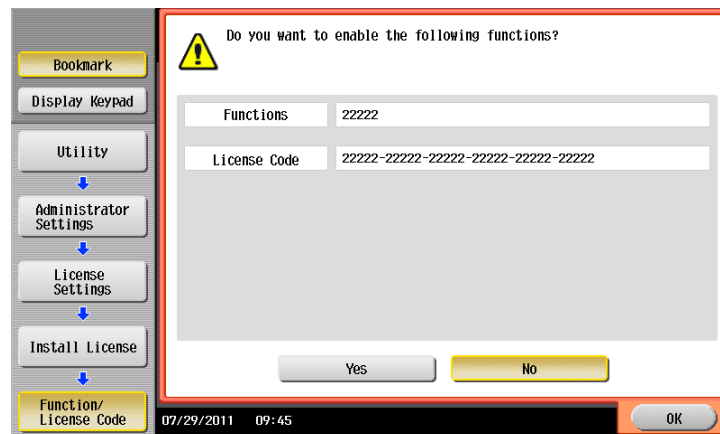 Bookmark
Display Keypad
Utility
Administrator
Settings
License
Settings
Install License
Function/
License Code
Do you want to enable the following functions?
Functions 22222
License Code 22222-22222-22222-22222-22222-22222
Yes No
07/29/2011 09:45
OK